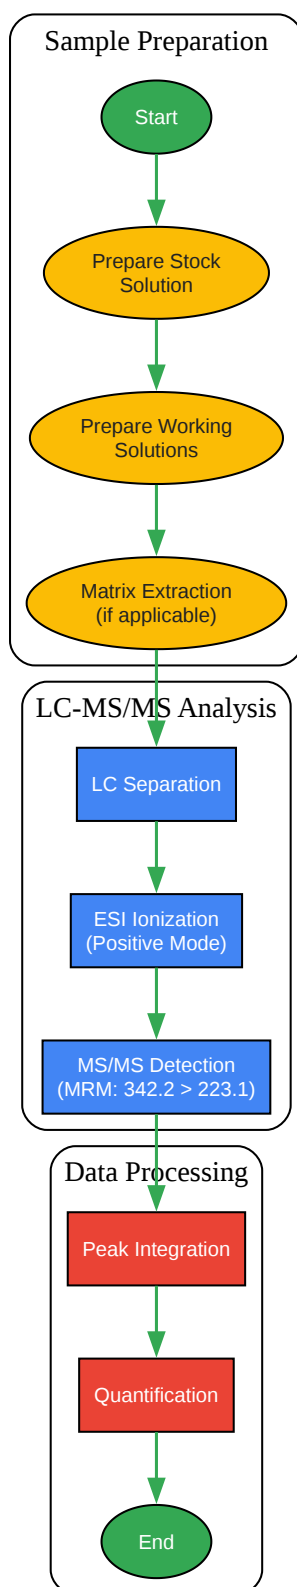 Sample Preparation
Start
Prepare Stock
Solution
Prepare Working
Solutions
Matrix Extraction
(if applicable)
LC-MS/MS Analysis
LC Separation
ESI Ionization
(Positive Mode)
MS/MS Detection
(MRM: 342.2 > 223.1)
Data Processing
Peak Integration
Quantification
End